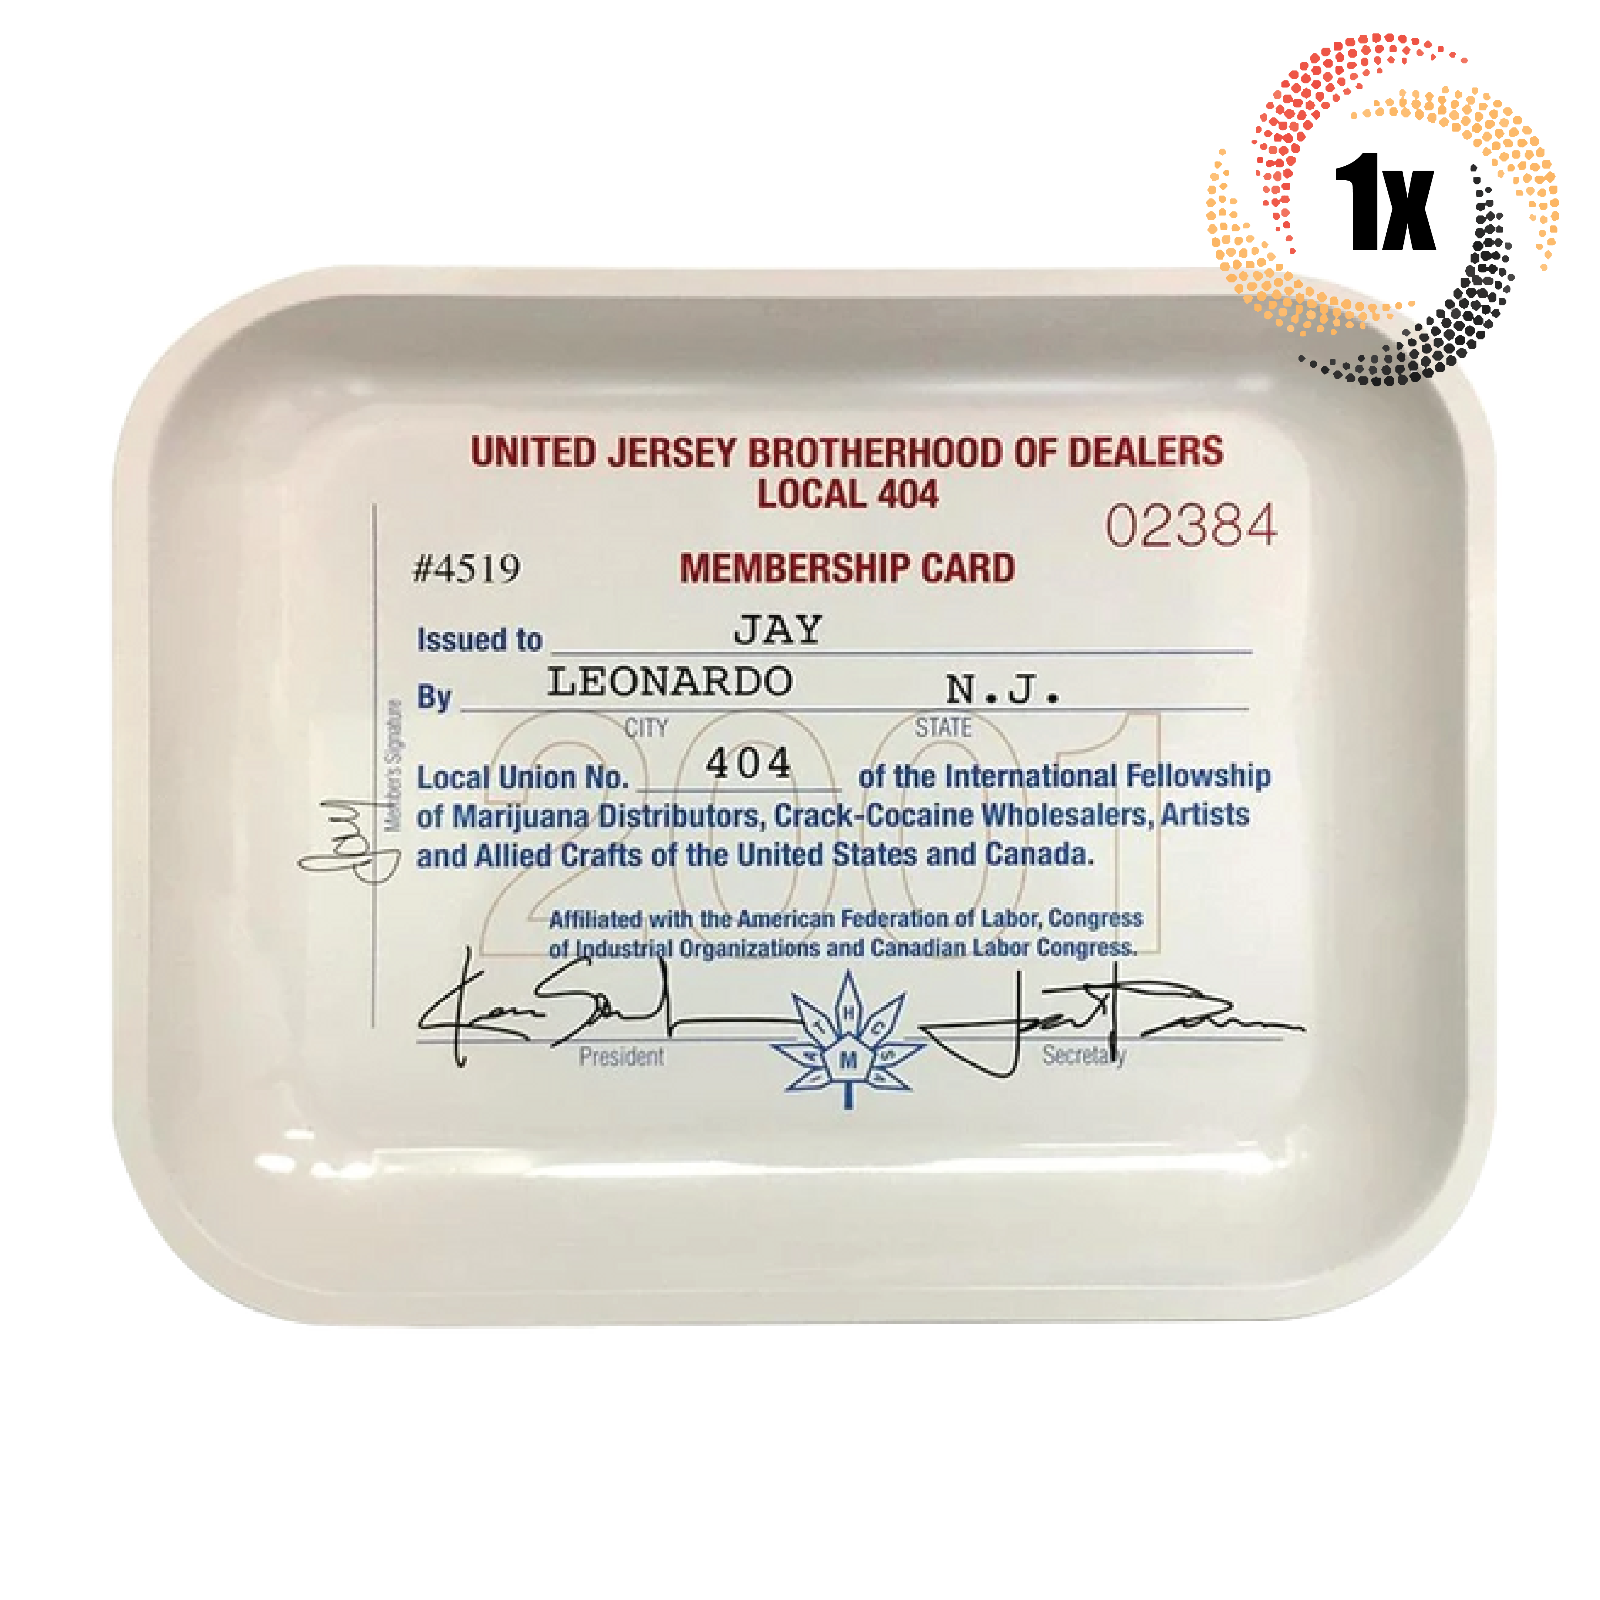 1x
UNITED JERSEY BROTHERHOOD OF DEALERS
LOCAL 404
02384
#4519
MEMBERSHIP CARD
Issued to JAY
By LEONARDO N.J.
CITY STATE
Local Union No. 404 of the International Fellowship
of Marijuana Distributors, Crack-Cocaine Wholesalers, Artists
and Allied Crafts of the United States and Canada.
2001
Affiliated with the American Federation of Labor, Congress
of Industrial Organizations and Canadian Labor Congress.
President
Secretary
Member's Signature
Jay
I A T H C S A
M